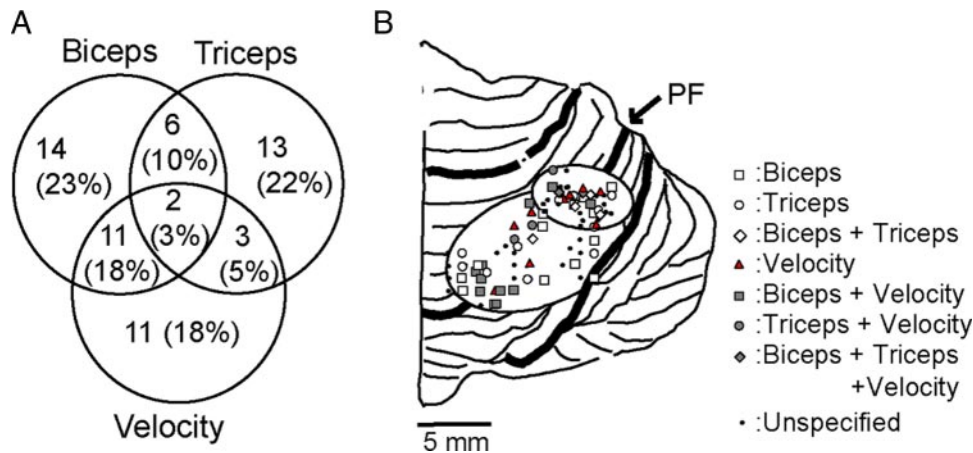 A
Biceps Triceps
6
(10%)
14
(23%)
13
(22%)
2
(3%)
11
(18%)
3
(5%)
11 (18%)
Velocity
B
PF
5 mm
:Biceps
:Triceps
:Biceps + Triceps
:Velocity
:Biceps + Velocity
:Triceps + Velocity
:Biceps + Triceps
+Velocity
:Unspecified